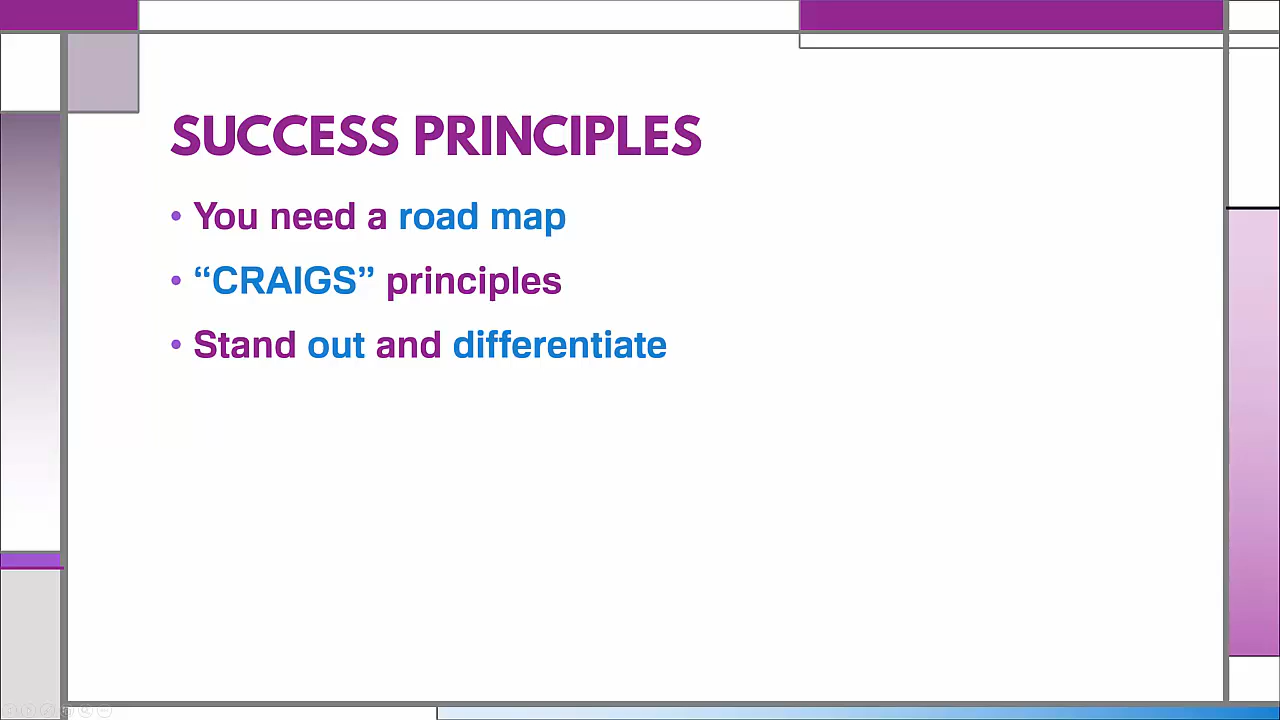 SUCCESS PRINCIPLES
• You need a road map
• “CRAIGS” principles
• Stand out and differentiate